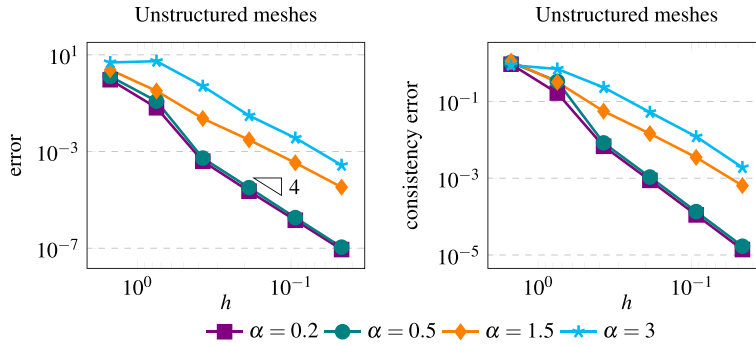 Unstructured meshes
Unstructured meshes
error
10^1
10^−3
10^−7
4
10^0
10^−1
h
consistency error
10^−1
10^−3
10^−5
10^0
10^−1
h
α = 0.2
α = 0.5
α = 1.5
α = 3